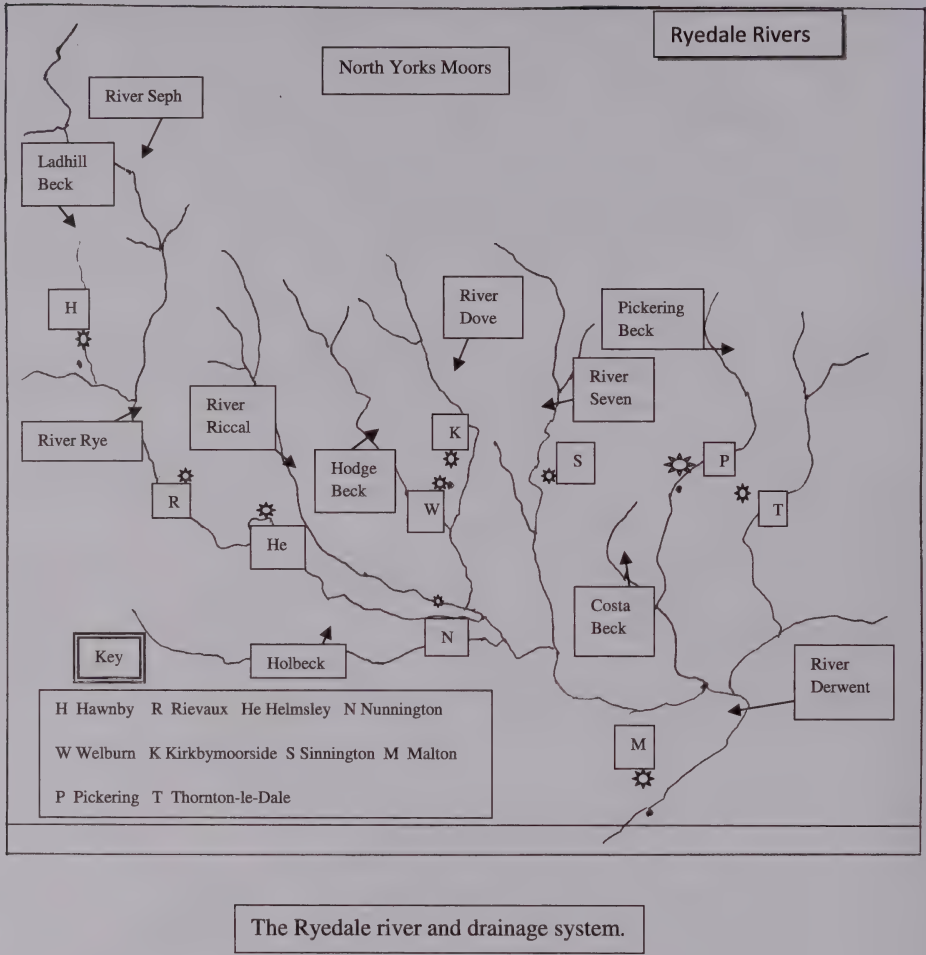 Ryedale Rivers
North Yorks Moors
River Seph
Ladhill
Beck
H
River
Dove
Pickering
Beck
River
Seven
River Rye
River
Riccal
K
Hodge
Beck
S
P
R
W
T
He
Costa
Beck
N
Key
Holbeck
River
Derwent
M
H Hawnby R Rievaux He Helmsley N Nunnington
W Welburn K Kirkbymoorside S Sinnington M Malton
P Pickering T Thornton-le-Dale
The Ryedale river and drainage system.